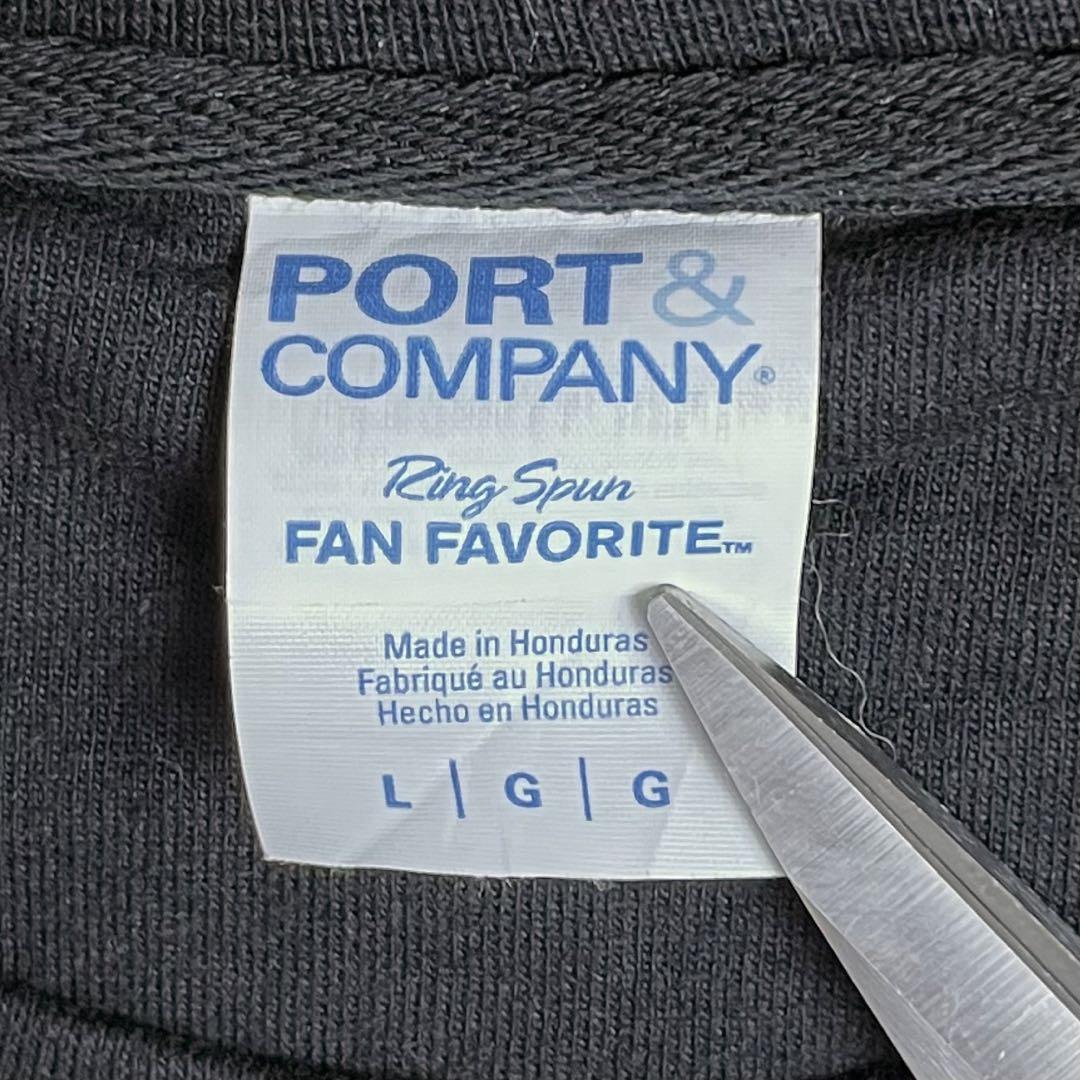 PORT &
COMPANY®
Ring Spun
FAN FAVORITE™
Made in Honduras
Fabriqué au Honduras
Hecho en Honduras
L | G | G